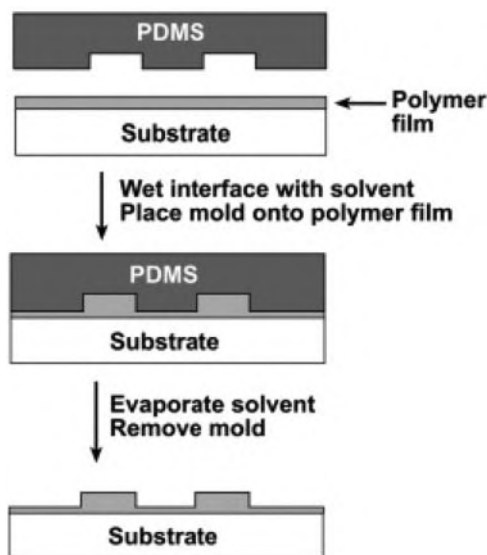 PDMS
Polymer
film
Substrate
Wet interface with solvent
Place mold onto polymer film
PDMS
Substrate
Evaporate solvent
Remove mold
Substrate